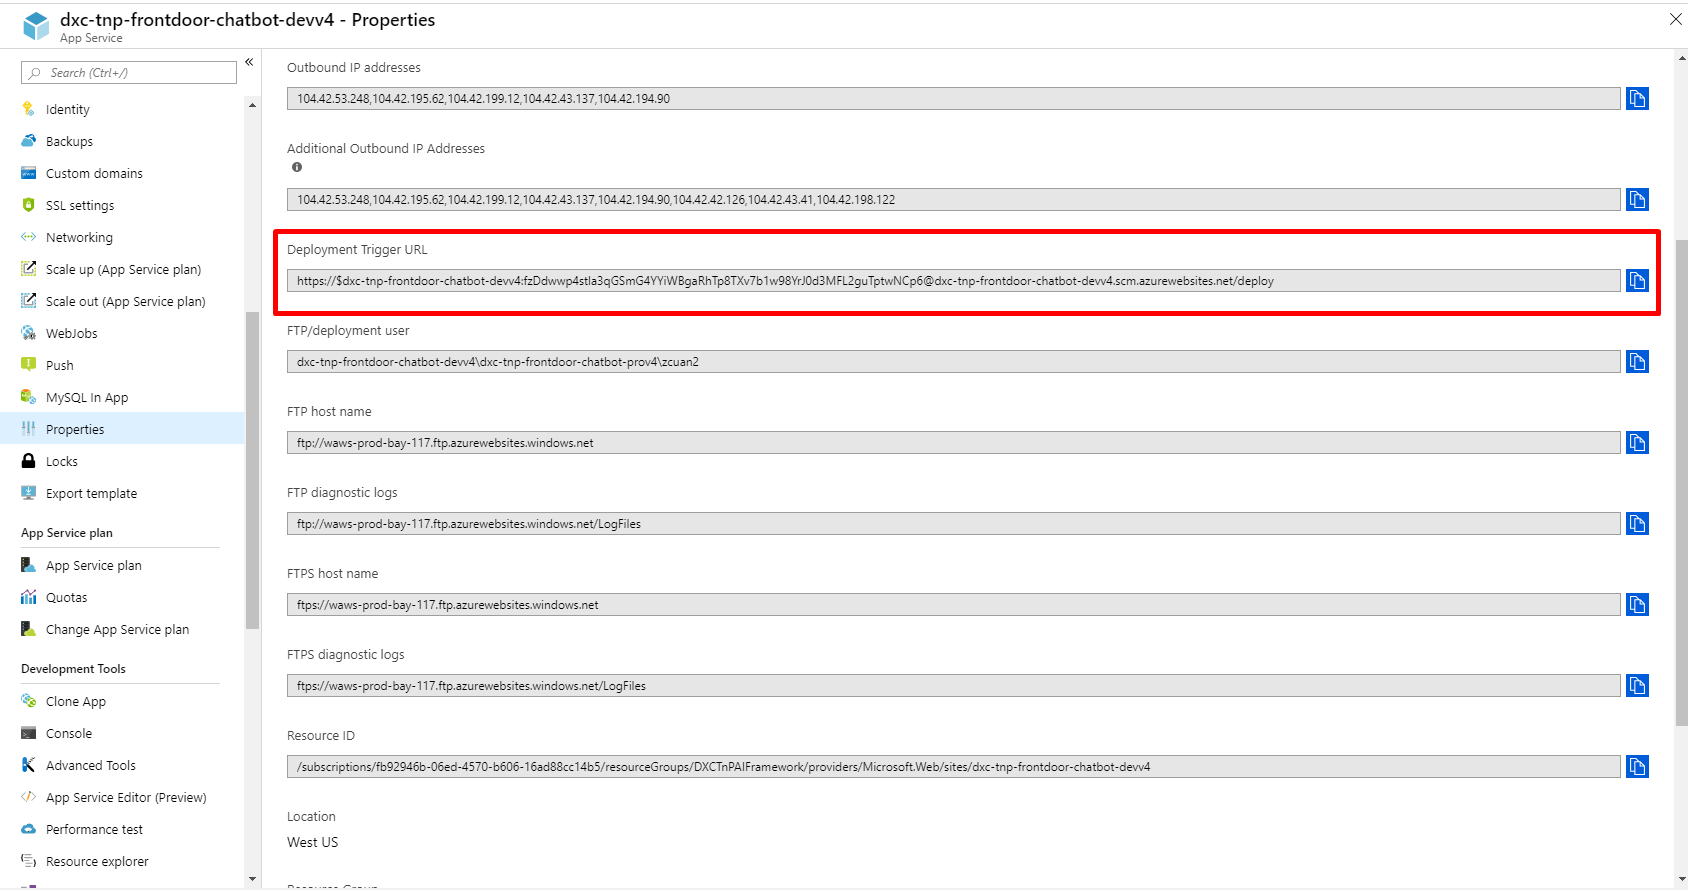 dxc-tnp-frontdoor-chatbot-devv4 - Properties
App Service
Search (Ctrl+/)
Identity
Backups
Custom domains
SSL settings
Networking
Scale up (App Service plan)
Scale out (App Service plan)
WebJobs
Push
MySQL In App
Properties
Locks
Export template
App Service plan
App Service plan
Quotas
Change App Service plan
Development Tools
Clone App
Console
Advanced Tools
App Service Editor (Preview)
Performance test
Resource explorer
Outbound IP addresses
104.42.53.248,104.42.195.62,104.42.199.12,104.42.43.137,104.42.194.90
Additional Outbound IP Addresses
104.42.53.248,104.42.195.62,104.42.199.12,104.42.43.137,104.42.194.90,104.42.42.126,104.42.43.41,104.42.198.122
Deployment Trigger URL
https://$dxc-tnp-frontdoor-chatbot-devv4:fzDdwwp4stIa3qGSmG4YYiWBgaRhTp8TXv7b1w98YrJ0d3MFL2guTptwNCp6@dxc-tnp-frontdoor-chatbot-devv4.scm.azurewebsites.net/deploy
FTP/deployment user
dxc-tnp-frontdoor-chatbot-devv4\dxc-tnp-frontdoor-chatbot-prov4\zcuan2
FTP host name
ftp://waws-prod-bay-117.ftp.azurewebsites.windows.net
FTP diagnostic logs
ftp://waws-prod-bay-117.ftp.azurewebsites.windows.net/LogFiles
FTPS host name
ftps://waws-prod-bay-117.ftp.azurewebsites.windows.net
FTPS diagnostic logs
ftps://waws-prod-bay-117.ftp.azurewebsites.windows.net/LogFiles
Resource ID
/subscriptions/fb92946b-06ed-4570-b606-16ad88cc14b5/resourceGroups/DXCTnPAIFramework/providers/Microsoft.Web/sites/dxc-tnp-frontdoor-chatbot-devv4
Location
West US
Resource Group